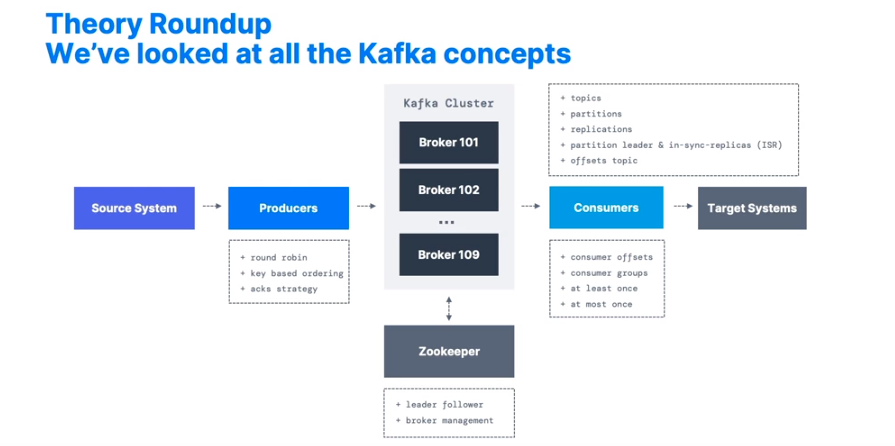 Theory Roundup
We've looked at all the Kafka concepts
Kafka Cluster
Broker 101
Broker 102
...
Broker 109
+ topics
+ partitions
+ replications
+ partition leader & in-sync-replicas (ISR)
+ offsets topic
Source System
Producers
Consumers
Target Systems
+ round robin
+ key based ordering
+ acks strategy
+ consumer offsets
+ consumer groups
+ at least once
+ at most once
Zookeeper
+ leader follower
+ broker management